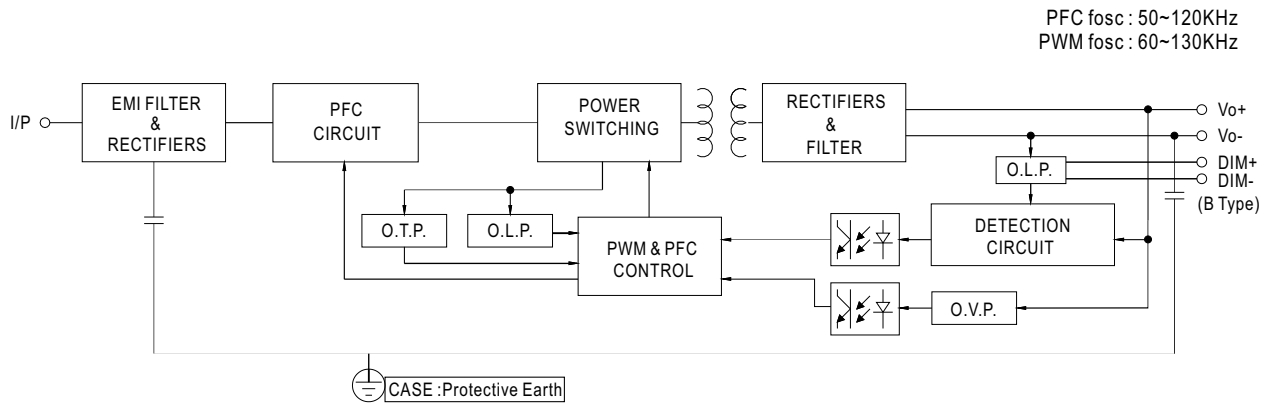 PFC fosc : 50~120KHz
PWM fosc : 60~130KHz
I/P
EMI FILTER
&
RECTIFIERS
PFC
CIRCUIT
POWER
SWITCHING
RECTIFIERS
&
FILTER
Vo+
Vo-
DIM+
DIM-
(B Type)
O.L.P.
O.T.P.
O.L.P.
PWM & PFC
CONTROL
DETECTION
CIRCUIT
O.V.P.
CASE :Protective Earth